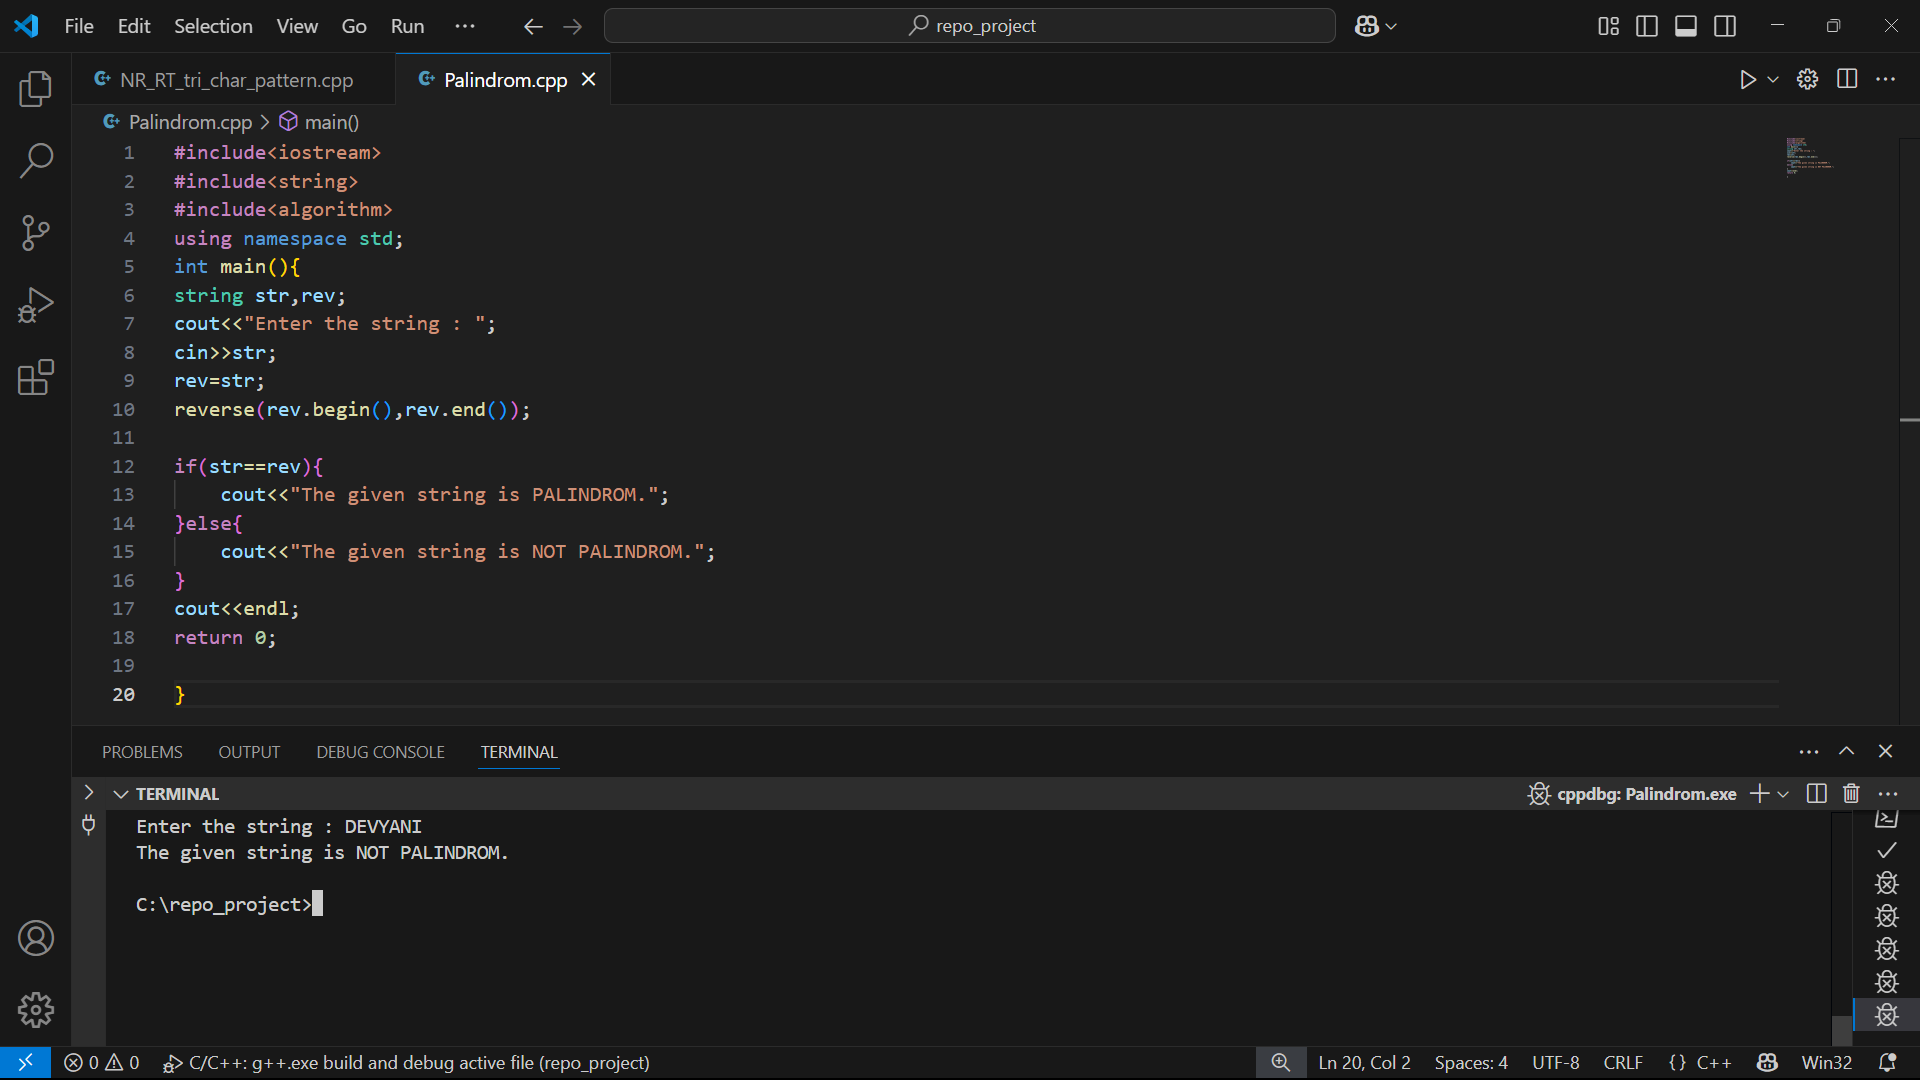 File Edit Selection View Go Run ··· repo_project
NR_RT_tri_char_pattern.cpp Palindrom.cpp
Palindrom.cpp > main()
1 #include<iostream>
2 #include<string>
3 #include<algorithm>
4 using namespace std;
5 int main(){
6 string str,rev;
7 cout<<"Enter the string : ";
8 cin>>str;
9 rev=str;
10 reverse(rev.begin(),rev.end());
11
12 if(str==rev){
13 cout<<"The given string is PALINDROM.";
14 }else{
15 cout<<"The given string is NOT PALINDROM.";
16 }
17 cout<<endl;
18 return 0;
19
20 }
PROBLEMS OUTPUT DEBUG CONSOLE TERMINAL
TERMINAL cppdbg: Palindrom.exe
Enter the string : DEVYANI
The given string is NOT PALINDROM.
C:\repo_project>
0 0 C/C++: g++.exe build and debug active file (repo_project) Ln 20, Col 2 Spaces: 4 UTF-8 CRLF {} C++ Win32